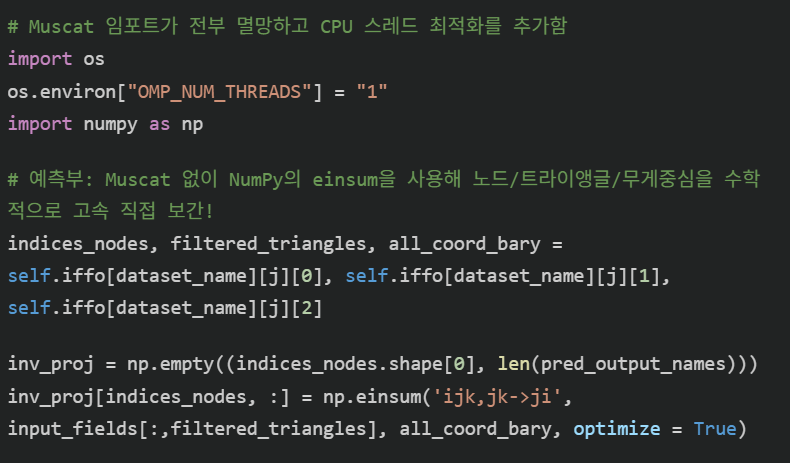 # Muscat 임포트가 전부 멸망하고 CPU 스레드 최적화를 추가함
import os
os.environ["OMP_NUM_THREADS"] = "1"
import numpy as np
# 예측부: Muscat 없이 NumPy의 einsum을 사용해 노드/트라이앵글/무게중심을 수학
적으로 고속 직접 보간!
indices_nodes, filtered_triangles, all_coord_bary =
self.iffo[dataset_name][j][0], self.iffo[dataset_name][j][1],
self.iffo[dataset_name][j][2]
inv_proj = np.empty((indices_nodes.shape[0], len(pred_output_names)))
inv_proj[indices_nodes, :] = np.einsum('ijk,jk->ji',
input_fields[:,filtered_triangles], all_coord_bary, optimize = True)